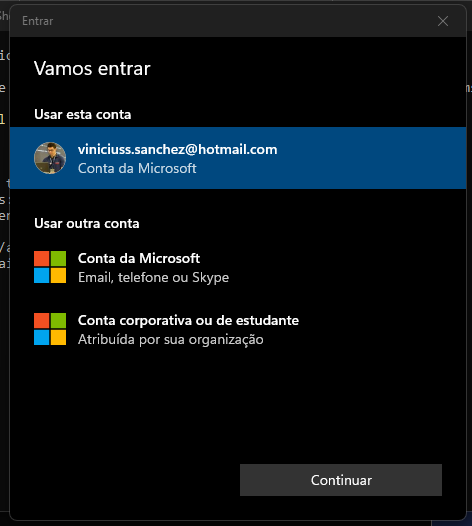 Entrar
Vamos entrar
Usar esta conta
viniciuss.sanchez@hotmail.com
Conta da Microsoft
Usar outra conta
Conta da Microsoft
Email, telefone ou Skype
Conta corporativa ou de estudante
Atribuída por sua organização
Continuar